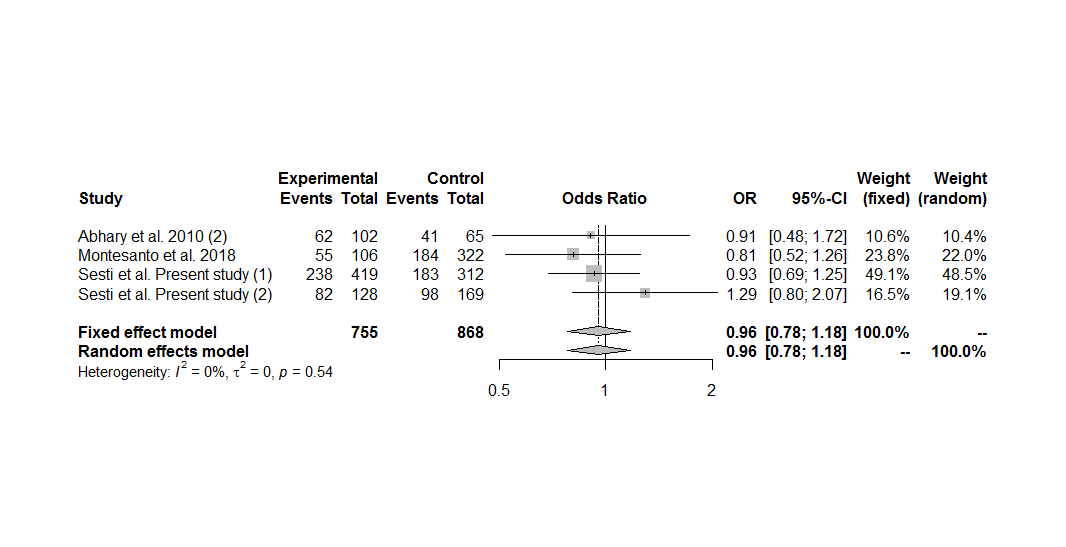 Experimental Control Weight Weight
Study Events Total Events Total Odds Ratio OR 95%-CI (fixed) (random)
Abhary et al. 2010 (2) 62 102 41 65 0.91 [0.48; 1.72] 10.6% 10.4%
Montesanto et al. 2018 55 106 184 322 0.81 [0.52; 1.26] 23.8% 22.0%
Sesti et al. Present study (1) 238 419 183 312 0.93 [0.69; 1.25] 49.1% 48.5%
Sesti et al. Present study (2) 82 128 98 169 1.29 [0.80; 2.07] 16.5% 19.1%
Fixed effect model 755 868 0.96 [0.78; 1.18] 100.0% --
Random effects model 0.96 [0.78; 1.18] -- 100.0%
Heterogeneity: I² = 0%, τ² = 0, p = 0.54
0.5 1 2